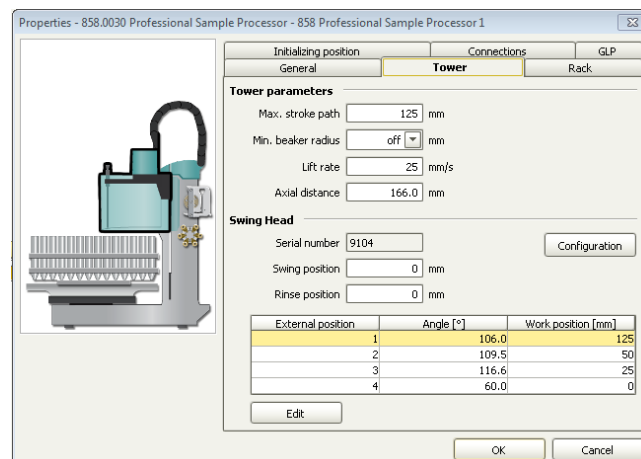 Properties - 858.0030 Professional Sample Processor - 858 Professional Sample Processor 1
Initializing position Connections GLP
General Tower Rack
Tower parameters
Max. stroke path 125 mm
Min. beaker radius off mm
Lift rate 25 mm/s
Axial distance 166.0 mm
Swing Head
Serial number 9104 Configuration
Swing position 0 mm
Rinse position 0 mm
External position Angle [°] Work position [mm]
1 106.0 125
2 109.5 50
3 116.6 25
4 60.0 0
Edit
OK Cancel